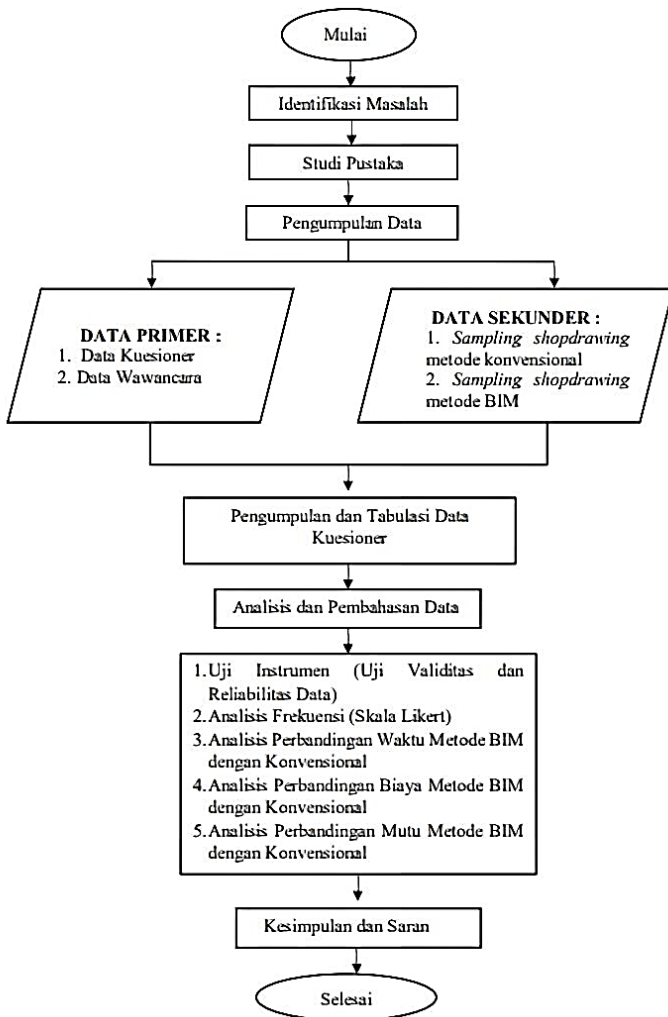 Mulai
Identifikasi Masalah
Studi Pustaka
Pengumpulan Data
DATA PRIMER :
1. Data Kuesioner
2. Data Wawancara
DATA SEKUNDER :
1. Sampling shopdrawing
metode konvensional
2. Sampling shopdrawing
metode BIM
Pengumpulan dan Tabulasi Data
Kuesioner
Analisis dan Pembahasan Data
1.Uji Instrumen (Uji Validitas dan
Reliabilitas Data)
2.Analisis Frekuensi (Skala Likert)
3.Analisis Perbandingan Waktu Metode BIM
dengan Konvensional
4.Analisis Perbandingan Biaya Metode BIM
dengan Konvensional
5.Analisis Perbandingan Mutu Metode BIM
dengan Konvensional
Kesimpulan dan Saran
Selesai